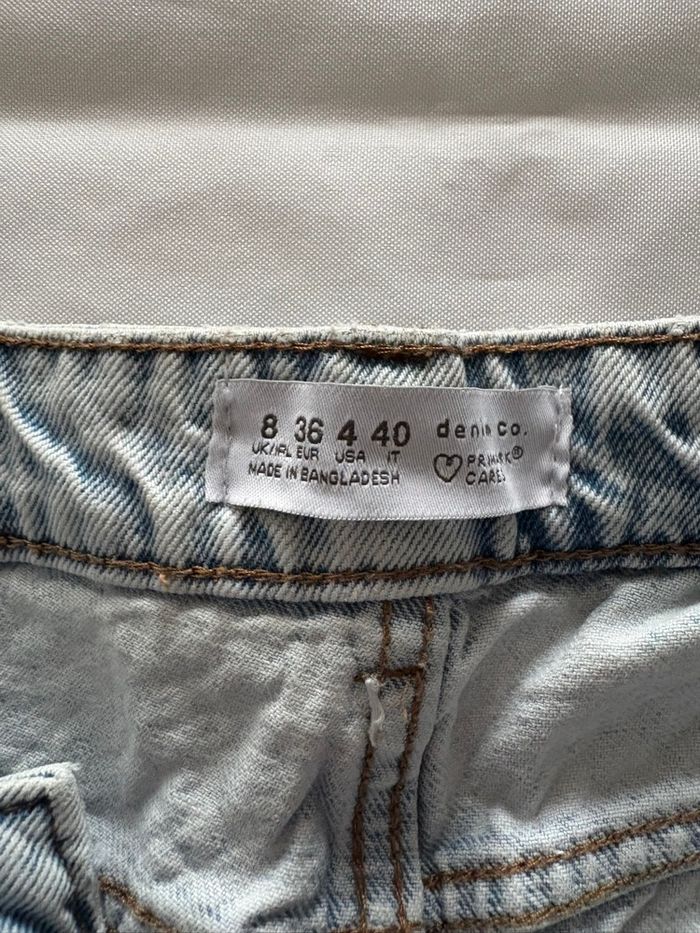 8 36 4 40 denim co.
UK/IRL EUR USA IT
MADE IN BANGLADESH
PRIMARK®
CARES